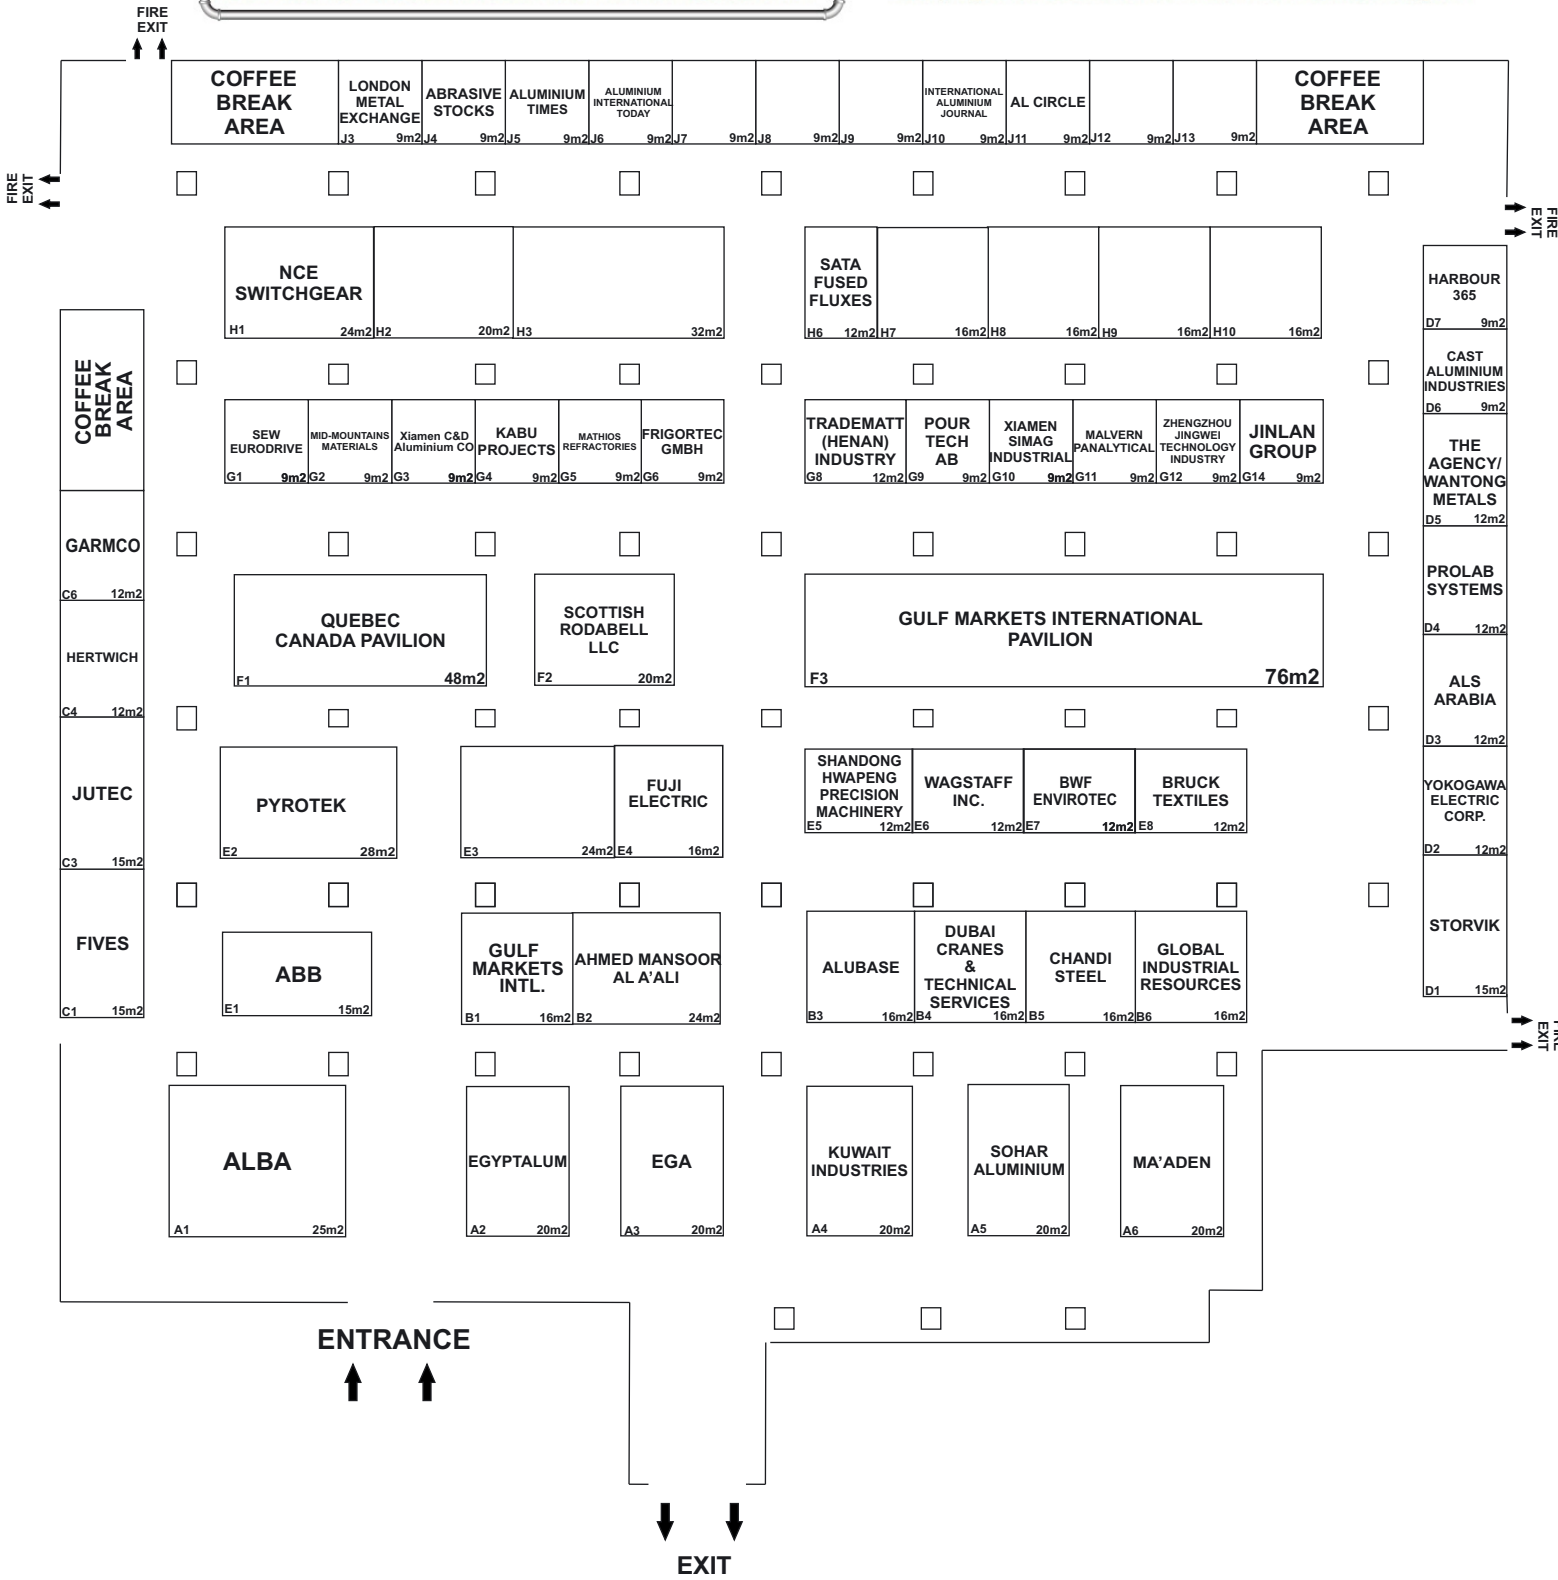 FIRE
EXIT
COFFEE
BREAK
AREA
LONDON
METAL
EXCHANGE
J3 9m2
ABRASIVE
STOCKS
J4 9m2
ALUMINIUM
TIMES
J5 9m2
ALUMINIUM
INTERNATIONAL
TODAY
J6 9m2
J7 9m2
J8 9m2
J9 9m2
INTERNATIONAL
ALUMINIUM
JOURNAL
J10 9m2
AL CIRCLE
J11 9m2
J12 9m2
J13 9m2
COFFEE
BREAK
AREA
FIRE
EXIT
FIRE
EXIT
NCE
SWITCHGEAR
H1 24m2
H2 20m2
H3 32m2
SATA
FUSED
FLUXES
H6 12m2
H7 16m2
H8 16m2
H9 16m2
H10 16m2
HARBOUR
365
D7 9m2
CAST
ALUMINIUM
INDUSTRIES
D6 9m2
THE
AGENCY/
WANTONG
METALS
D5 12m2
PROLAB
SYSTEMS
D4 12m2
ALS
ARABIA
D3 12m2
YOKOGAWA
ELECTRIC
CORP.
D2 12m2
STORVIK
D1 15m2
FIRE
EXIT
COFFEE
BREAK
AREA
GARMCO
C6 12m2
HERTWICH
C4 12m2
JUTEC
C3 15m2
FIVES
C1 15m2
SEW
EURODRIVE
G1 9m2
MID-MOUNTAINS
MATERIALS
G2 9m2
Xiamen C&D
Aluminium CO
G3 9m2
KABU
PROJECTS
G4 9m2
MATHIOS
REFRACTORIES
G5 9m2
FRIGORTEC
GMBH
G6 9m2
TRADEMATT
(HENAN)
INDUSTRY
G8 12m2
POUR
TECH
AB
G9 9m2
XIAMEN
SIMAG
INDUSTRIAL
G10 9m2
MALVERN
PANALYTICAL
G11 9m2
ZHENGZHOU
JINGWEI
TECHNOLOGY
INDUSTRY
G12 9m2
JINLAN
GROUP
G14 9m2
QUEBEC
CANADA PAVILION
F1 48m2
SCOTTISH
RODABELL
LLC
F2 20m2
GULF MARKETS INTERNATIONAL
PAVILION
F3 76m2
PYROTEK
E2 28m2
E3 24m2
FUJI
ELECTRIC
E4 16m2
SHANDONG
HWAPENG
PRECISION
MACHINERY
E5 12m2
WAGSTAFF
INC.
E6 12m2
BWF
ENVIROTEC
E7 12m2
BRUCK
TEXTILES
E8 12m2
ABB
E1 15m2
GULF
MARKETS
INTL.
B1 16m2
AHMED MANSOOR
AL A'ALI
B2 24m2
ALUBASE
B3 16m2
DUBAI
CRANES
&
TECHNICAL
SERVICES
B4 16m2
CHANDI
STEEL
B5 16m2
GLOBAL
INDUSTRIAL
RESOURCES
B6 16m2
ALBA
A1 25m2
EGYPTALUM
A2 20m2
EGA
A3 20m2
KUWAIT
INDUSTRIES
A4 20m2
SOHAR
ALUMINIUM
A5 20m2
MA'ADEN
A6 20m2
ENTRANCE
EXIT